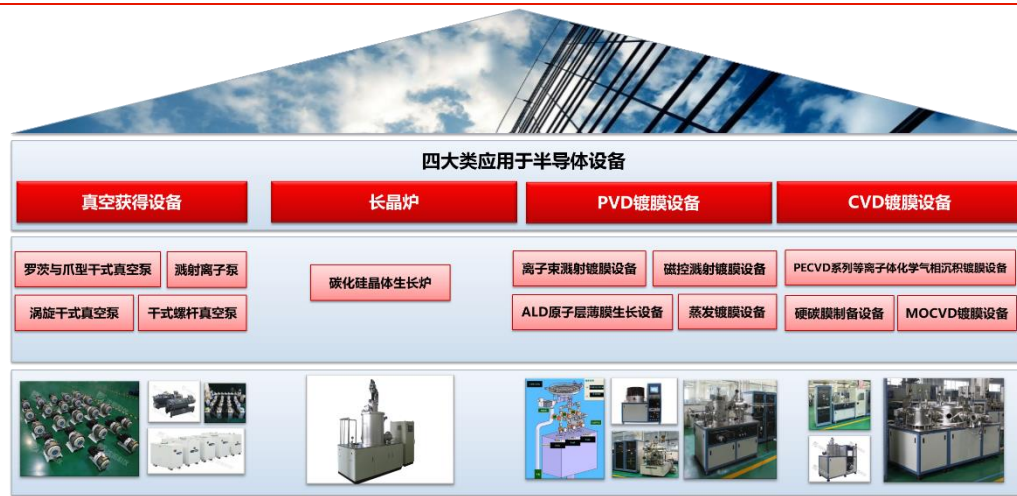 四大类应用于半导体设备
真空获得设备
长晶炉
PVD镀膜设备
CVD镀膜设备
罗茨与爪型干式真空泵
溅射离子泵
涡旋干式真空泵
干式螺杆真空泵
碳化硅晶体生长炉
离子束溅射镀膜设备
磁控溅射镀膜设备
ALD原子层薄膜生长设备
蒸发镀膜设备
PECVD系列等离子体化学气相沉积镀膜设备
硬碳膜制备设备
MOCVD镀膜设备